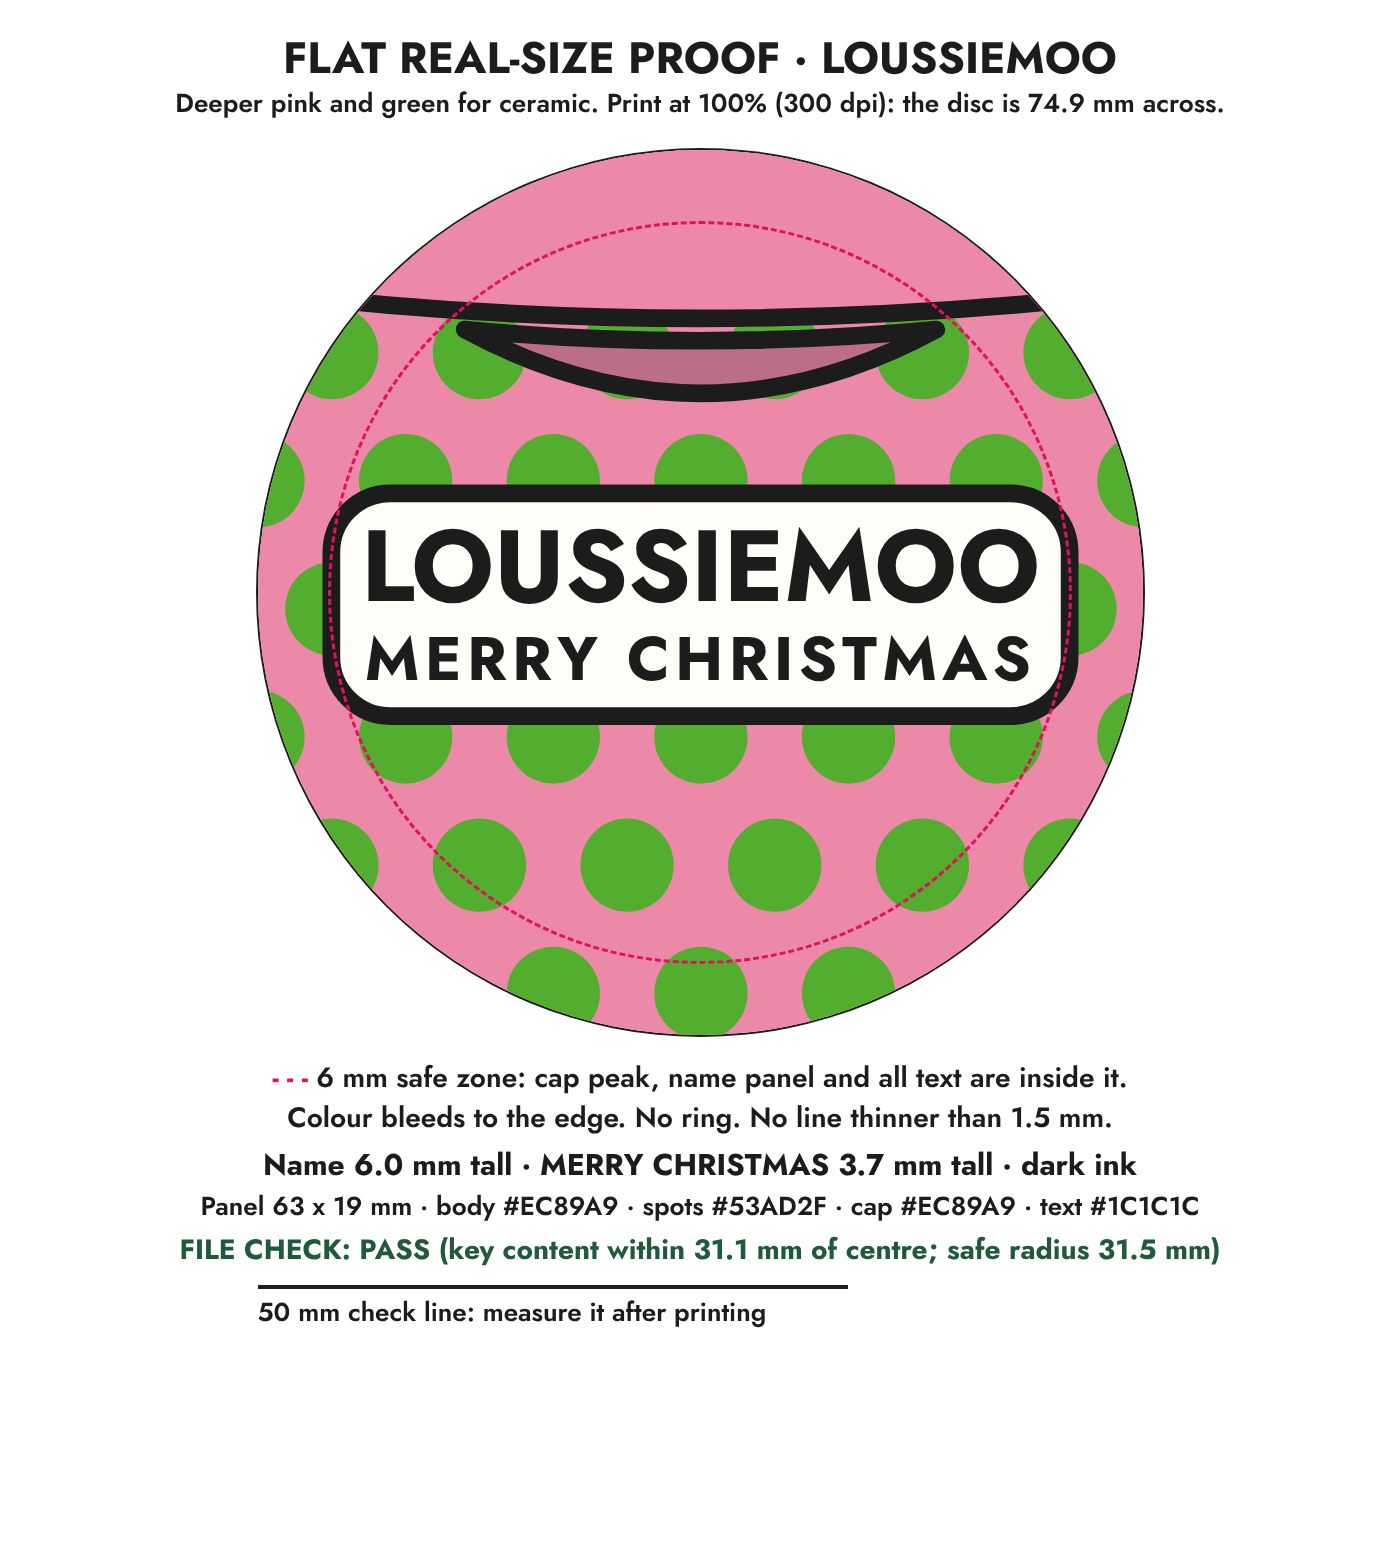 FLAT REAL-SIZE PROOF · LOUSSIEMOO
Deeper pink and green for ceramic. Print at 100% (300 dpi): the disc is 74.9 mm across.
LOUSSIEMOO
MERRY CHRISTMAS
--- 6 mm safe zone: cap peak, name panel and all text are inside it.
Colour bleeds to the edge. No ring. No line thinner than 1.5 mm.
Name 6.0 mm tall · MERRY CHRISTMAS 3.7 mm tall · dark ink
Panel 63 x 19 mm · body #EC89A9 · spots #53AD2F · cap #EC89A9 · text #1C1C1C
FILE CHECK: PASS (key content within 31.1 mm of centre; safe radius 31.5 mm)
50 mm check line: measure it after printing